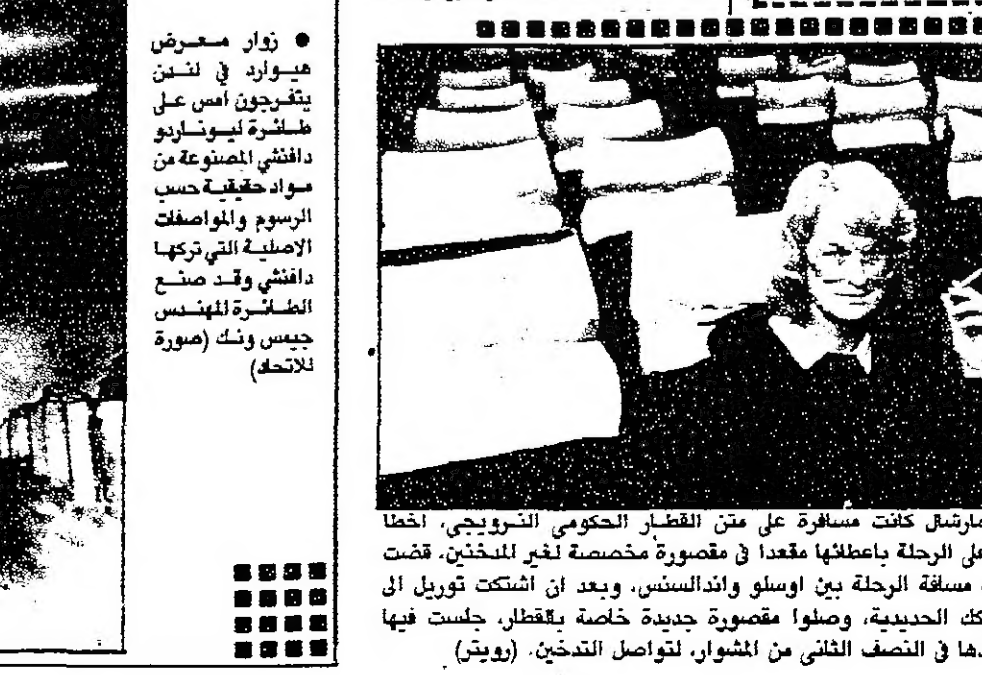 ● زوار معرض
هيوارد في لندن
يتفرجون أمس على
طائرة ليوناردو
دافنشي المصنوعة من
مواد حقيقية حسب
الرسوم والمواصفات
الاصلية التي تركها
دافنشي وقد صنع
الطائرة المهندس
جيمس ونك (صورة
للاتحاد)
مارشال كانت مسافرة على متن القطار الحكومي النرويجي، اخطا
على الرحلة باعطائها مقعدا في مقصورة مخصصة لغير المدخنين، قضت
مسافة الرحلة بين اوسلو واندالسنس، وبعد ان اشتكت توريل الى
كك الحديدية، وصلوا مقصورة جديدة خاصة بالقطار، جلست فيها
دها في النصف الثاني من المشوار، لتواصل التدخين. (رويتر)